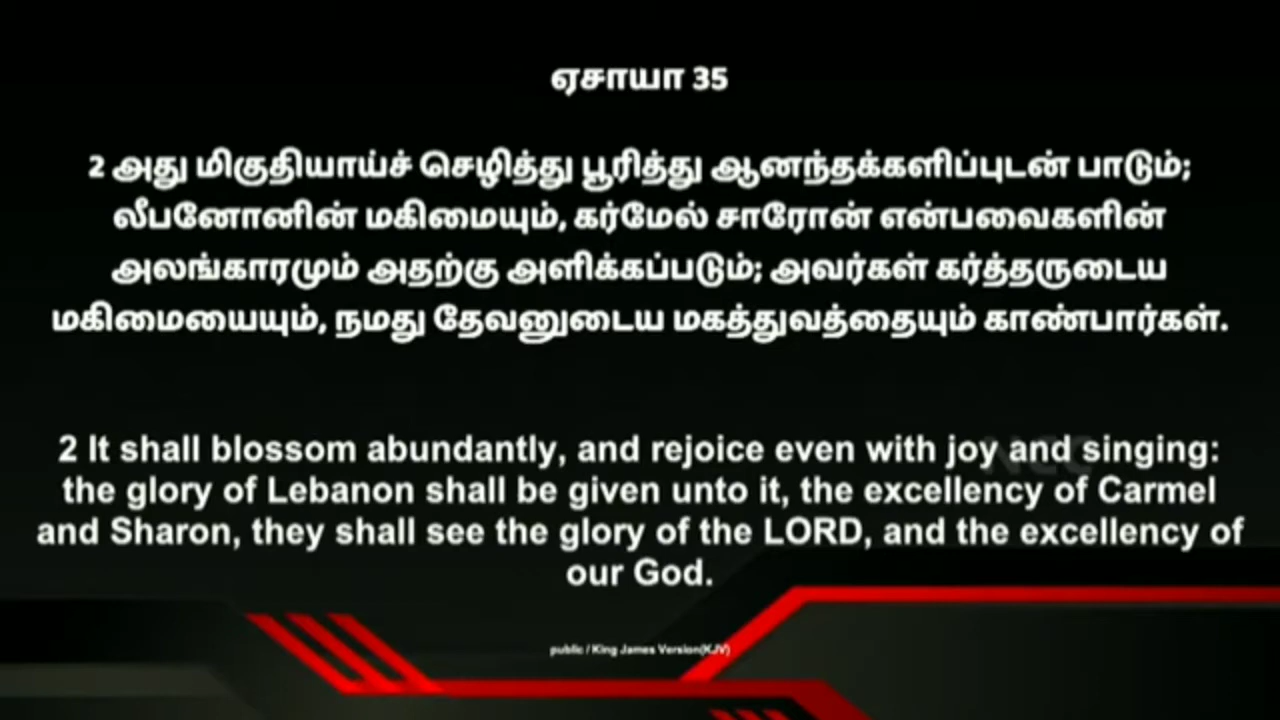 ஏசாயா 35
2 அது மிகுதியாய்ச் செழித்து பூரித்து ஆனந்தக்களிப்புடன் பாடும்;
லீபனோனின் மகிமையும், கர்மேல் சாரோன் என்பவைகளின்
அலங்காரமும் அதற்கு அளிக்கப்படும்; அவர்கள் கர்த்தருடைய
மகிமையையும், நமது தேவனுடைய மகத்துவத்தையும் காண்பார்கள்.
2 It shall blossom abundantly, and rejoice even with joy and singing:
the glory of Lebanon shall be given unto it, the excellency of Carmel
and Sharon, they shall see the glory of the LORD, and the excellency of
our God.
public / King James Version(KJV)